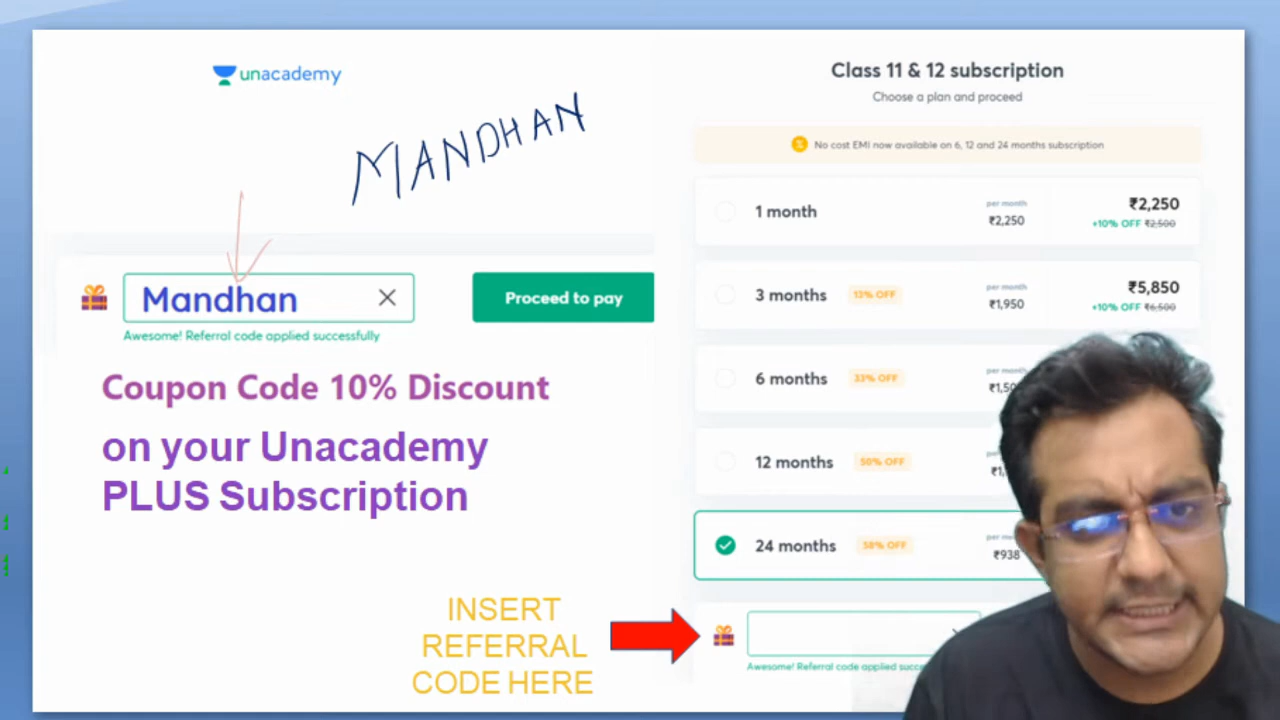 unacademy
MANDHAN
Mandhan
Proceed to pay
Awesome! Referral code applied successfully
Coupon Code 10% Discount
on your Unacademy
PLUS Subscription
INSERT
REFERRAL
CODE HERE
Class 11 & 12 subscription
Choose a plan and proceed
No cost EMI now available on 6, 12 and 24 months subscription
1 month per month ₹2,250 ₹2,250 +10% OFF ₹2,500
3 months 13% OFF per month ₹1,950 ₹5,850 +10% OFF ₹6,500
6 months 33% OFF per month
12 months 50% OFF
24 months 58% OFF ₹938
Awesome! Referral code applied